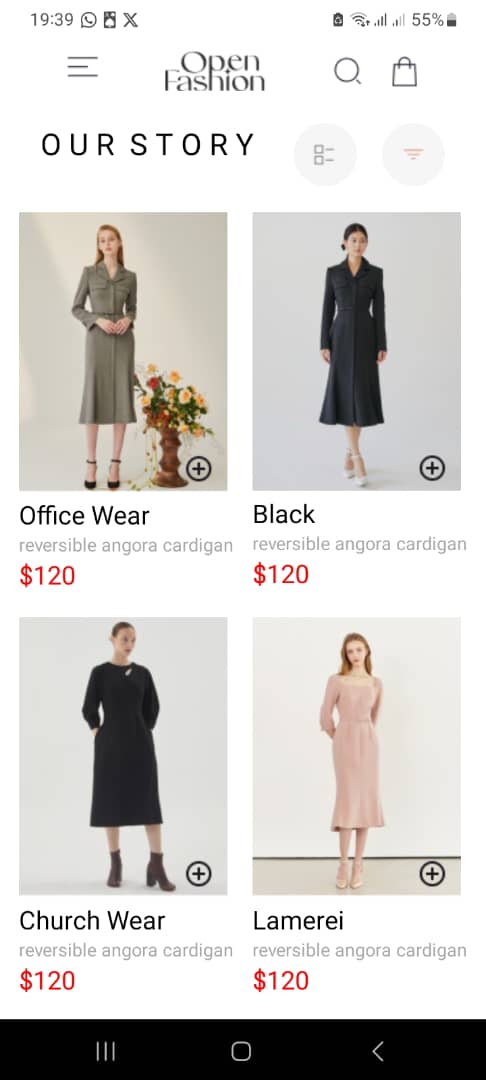 19:39 55%
Open
Fashion
OUR STORY
Office Wear
reversible angora cardigan
$120
Black
reversible angora cardigan
$120
Church Wear
reversible angora cardigan
$120
Lamerei
reversible angora cardigan
$120